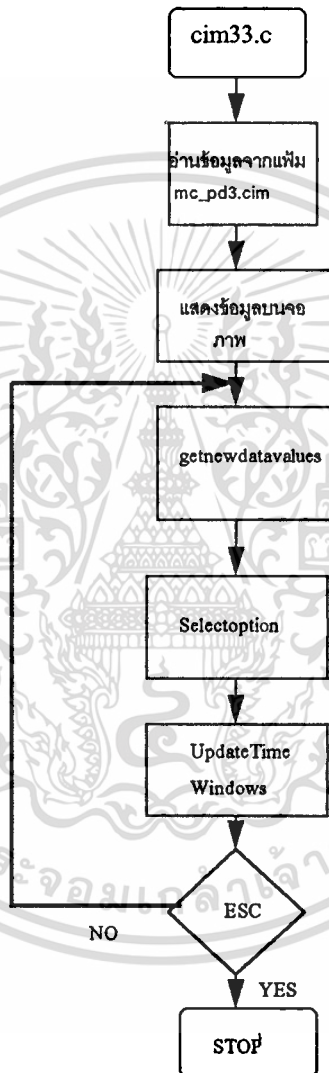 cim33.c
อ่านข้อมูลจากแฟ้ม
mc_pd3.cim
แสดงข้อมูลบนจอ
ภาพ
getnewdatavalues
Selectoption
UpdateTime
Windows
ESC
NO
YES
STOP